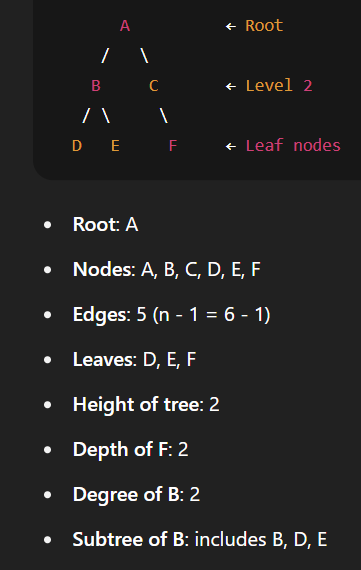 A ← Root
/ \
B C ← Level 2
/ \ \
D E F ← Leaf nodes
• Root: A
• Nodes: A, B, C, D, E, F
• Edges: 5 (n - 1 = 6 - 1)
• Leaves: D, E, F
• Height of tree: 2
• Depth of F: 2
• Degree of B: 2
• Subtree of B: includes B, D, E